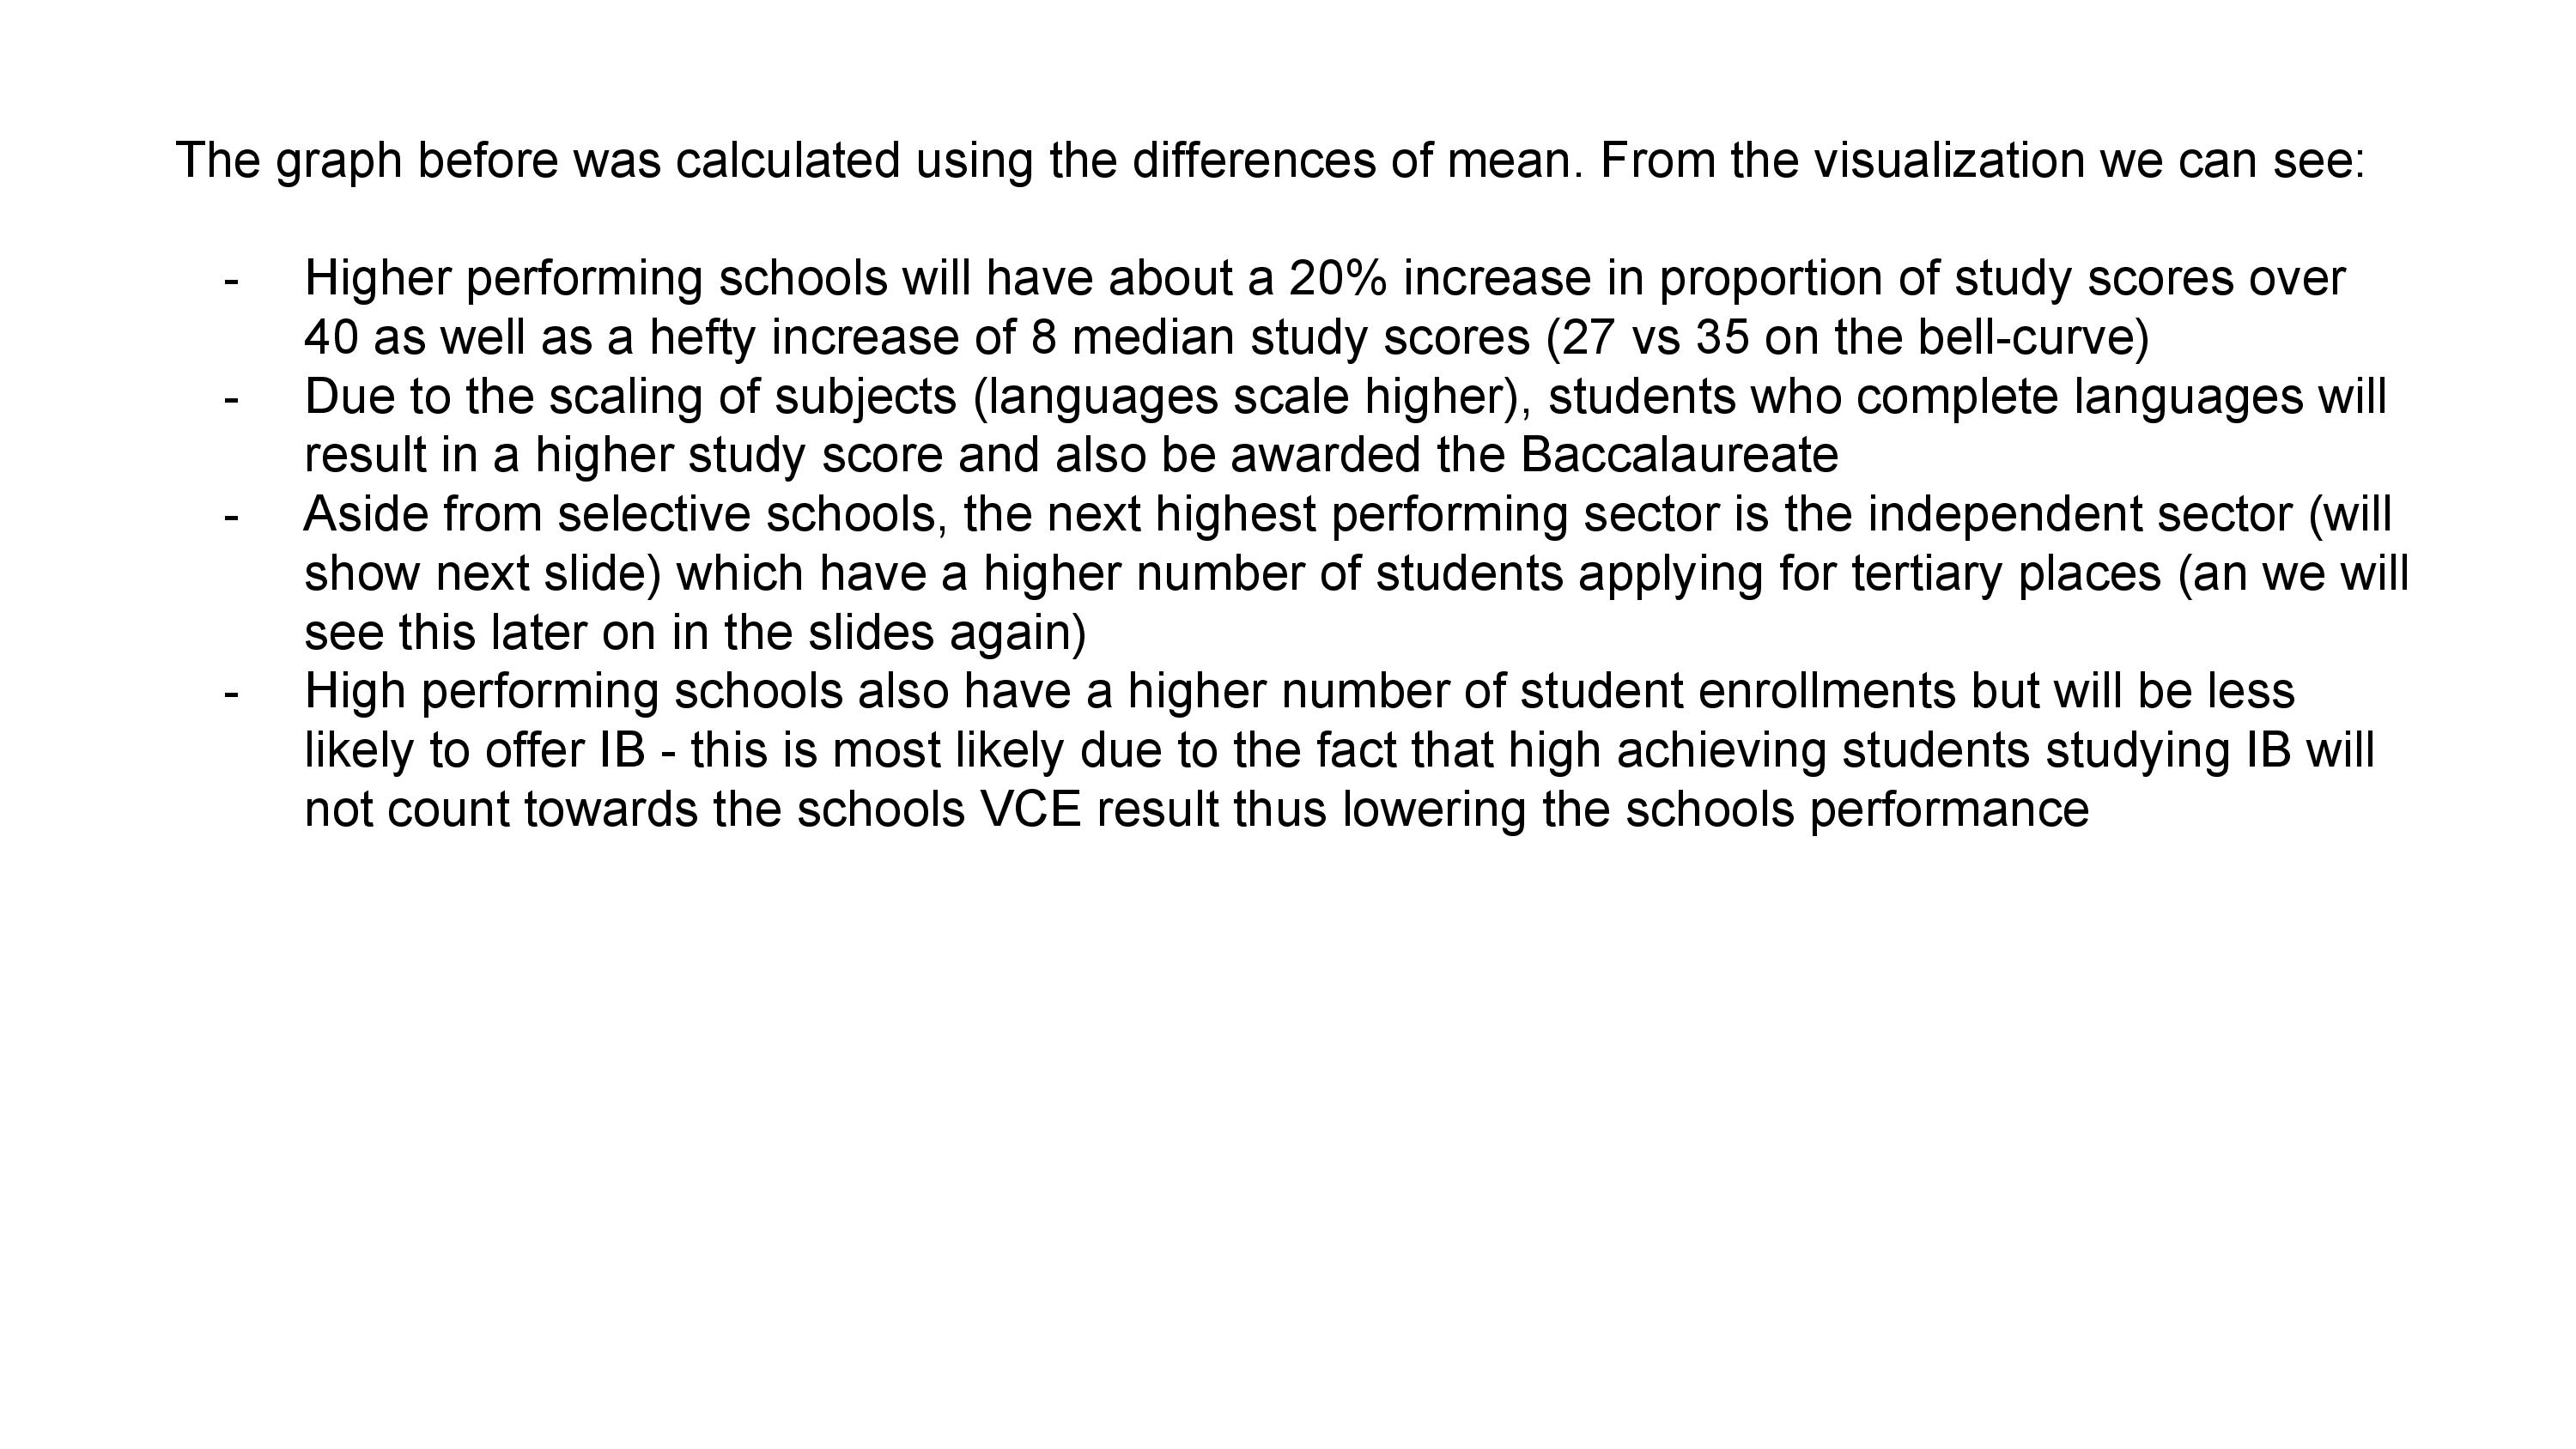 The graph before was calculated using the differences of mean. From the visualization we can see:
- Higher performing schools will have about a 20% increase in proportion of study scores over
40 as well as a hefty increase of 8 median study scores (27 vs 35 on the bell-curve)
- Due to the scaling of subjects (languages scale higher), students who complete languages will
result in a higher study score and also be awarded the Baccalaureate
- Aside from selective schools, the next highest performing sector is the independent sector (will
show next slide) which have a higher number of students applying for tertiary places (an we will
see this later on in the slides again)
- High performing schools also have a higher number of student enrollments but will be less
likely to offer IB - this is most likely due to the fact that high achieving students studying IB will
not count towards the schools VCE result thus lowering the schools performance